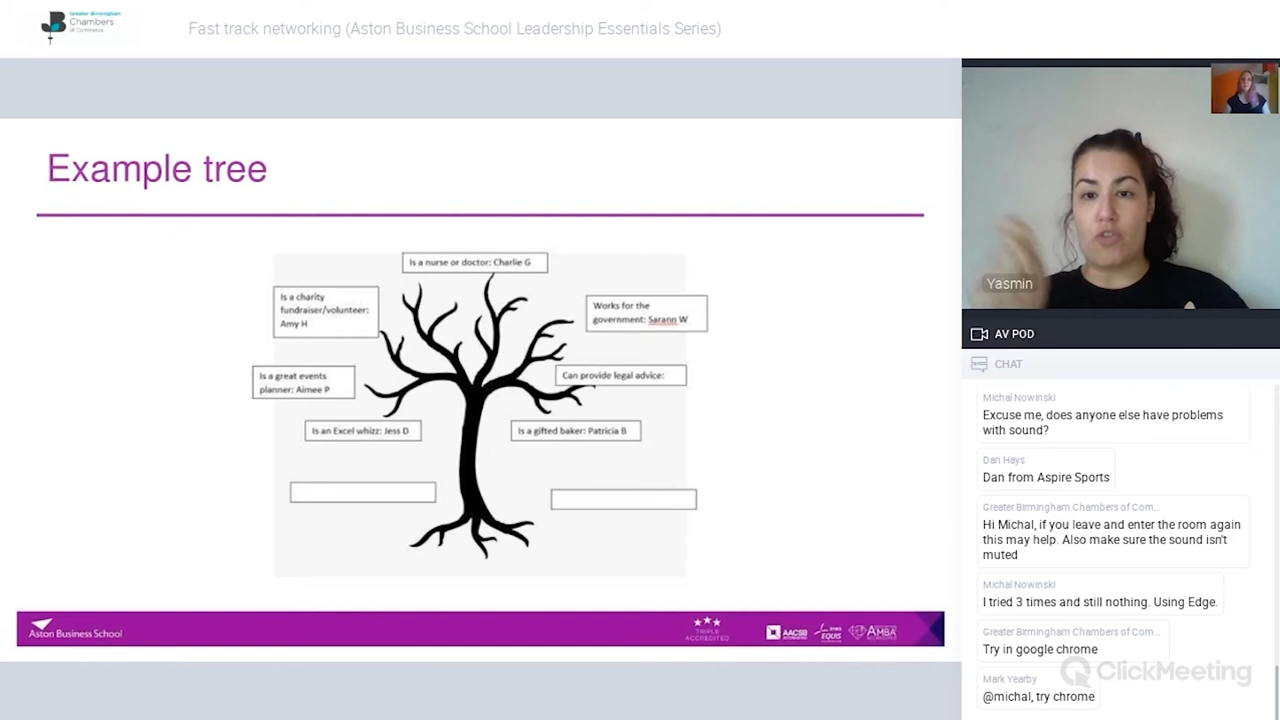 Greater Birmingham
Chambers
of Commerce
Fast track networking (Aston Business School Leadership Essentials Series)
Example tree
Is a nurse or doctor: Charlie G
Is a charity
fundraiser/volunteer:
Amy H
Works for the
government: Sarann W
Is a great events
planner: Aimee P
Can provide legal advice:
Is an Excel whizz: Jess D
Is a gifted baker: Patricia B
Aston Business School
TRIPLE
ACCREDITED
AACSB
ACCREDITED
EFMD
EQUIS
ACCREDITED
AMBA
ACCREDITED
Yasmin
AV POD
CHAT
Michal Nowinski
Excuse me, does anyone else have problems
with sound?
Dan Hays
Dan from Aspire Sports
Greater Birmingham Chambers of Com...
Hi Michal, if you leave and enter the room again
this may help. Also make sure the sound isn't
muted
Michal Nowinski
I tried 3 times and still nothing. Using Edge.
Greater Birmingham Chambers of Com...
Try in google chrome
Mark Yearby
@michal, try chrome
ClickMeeting